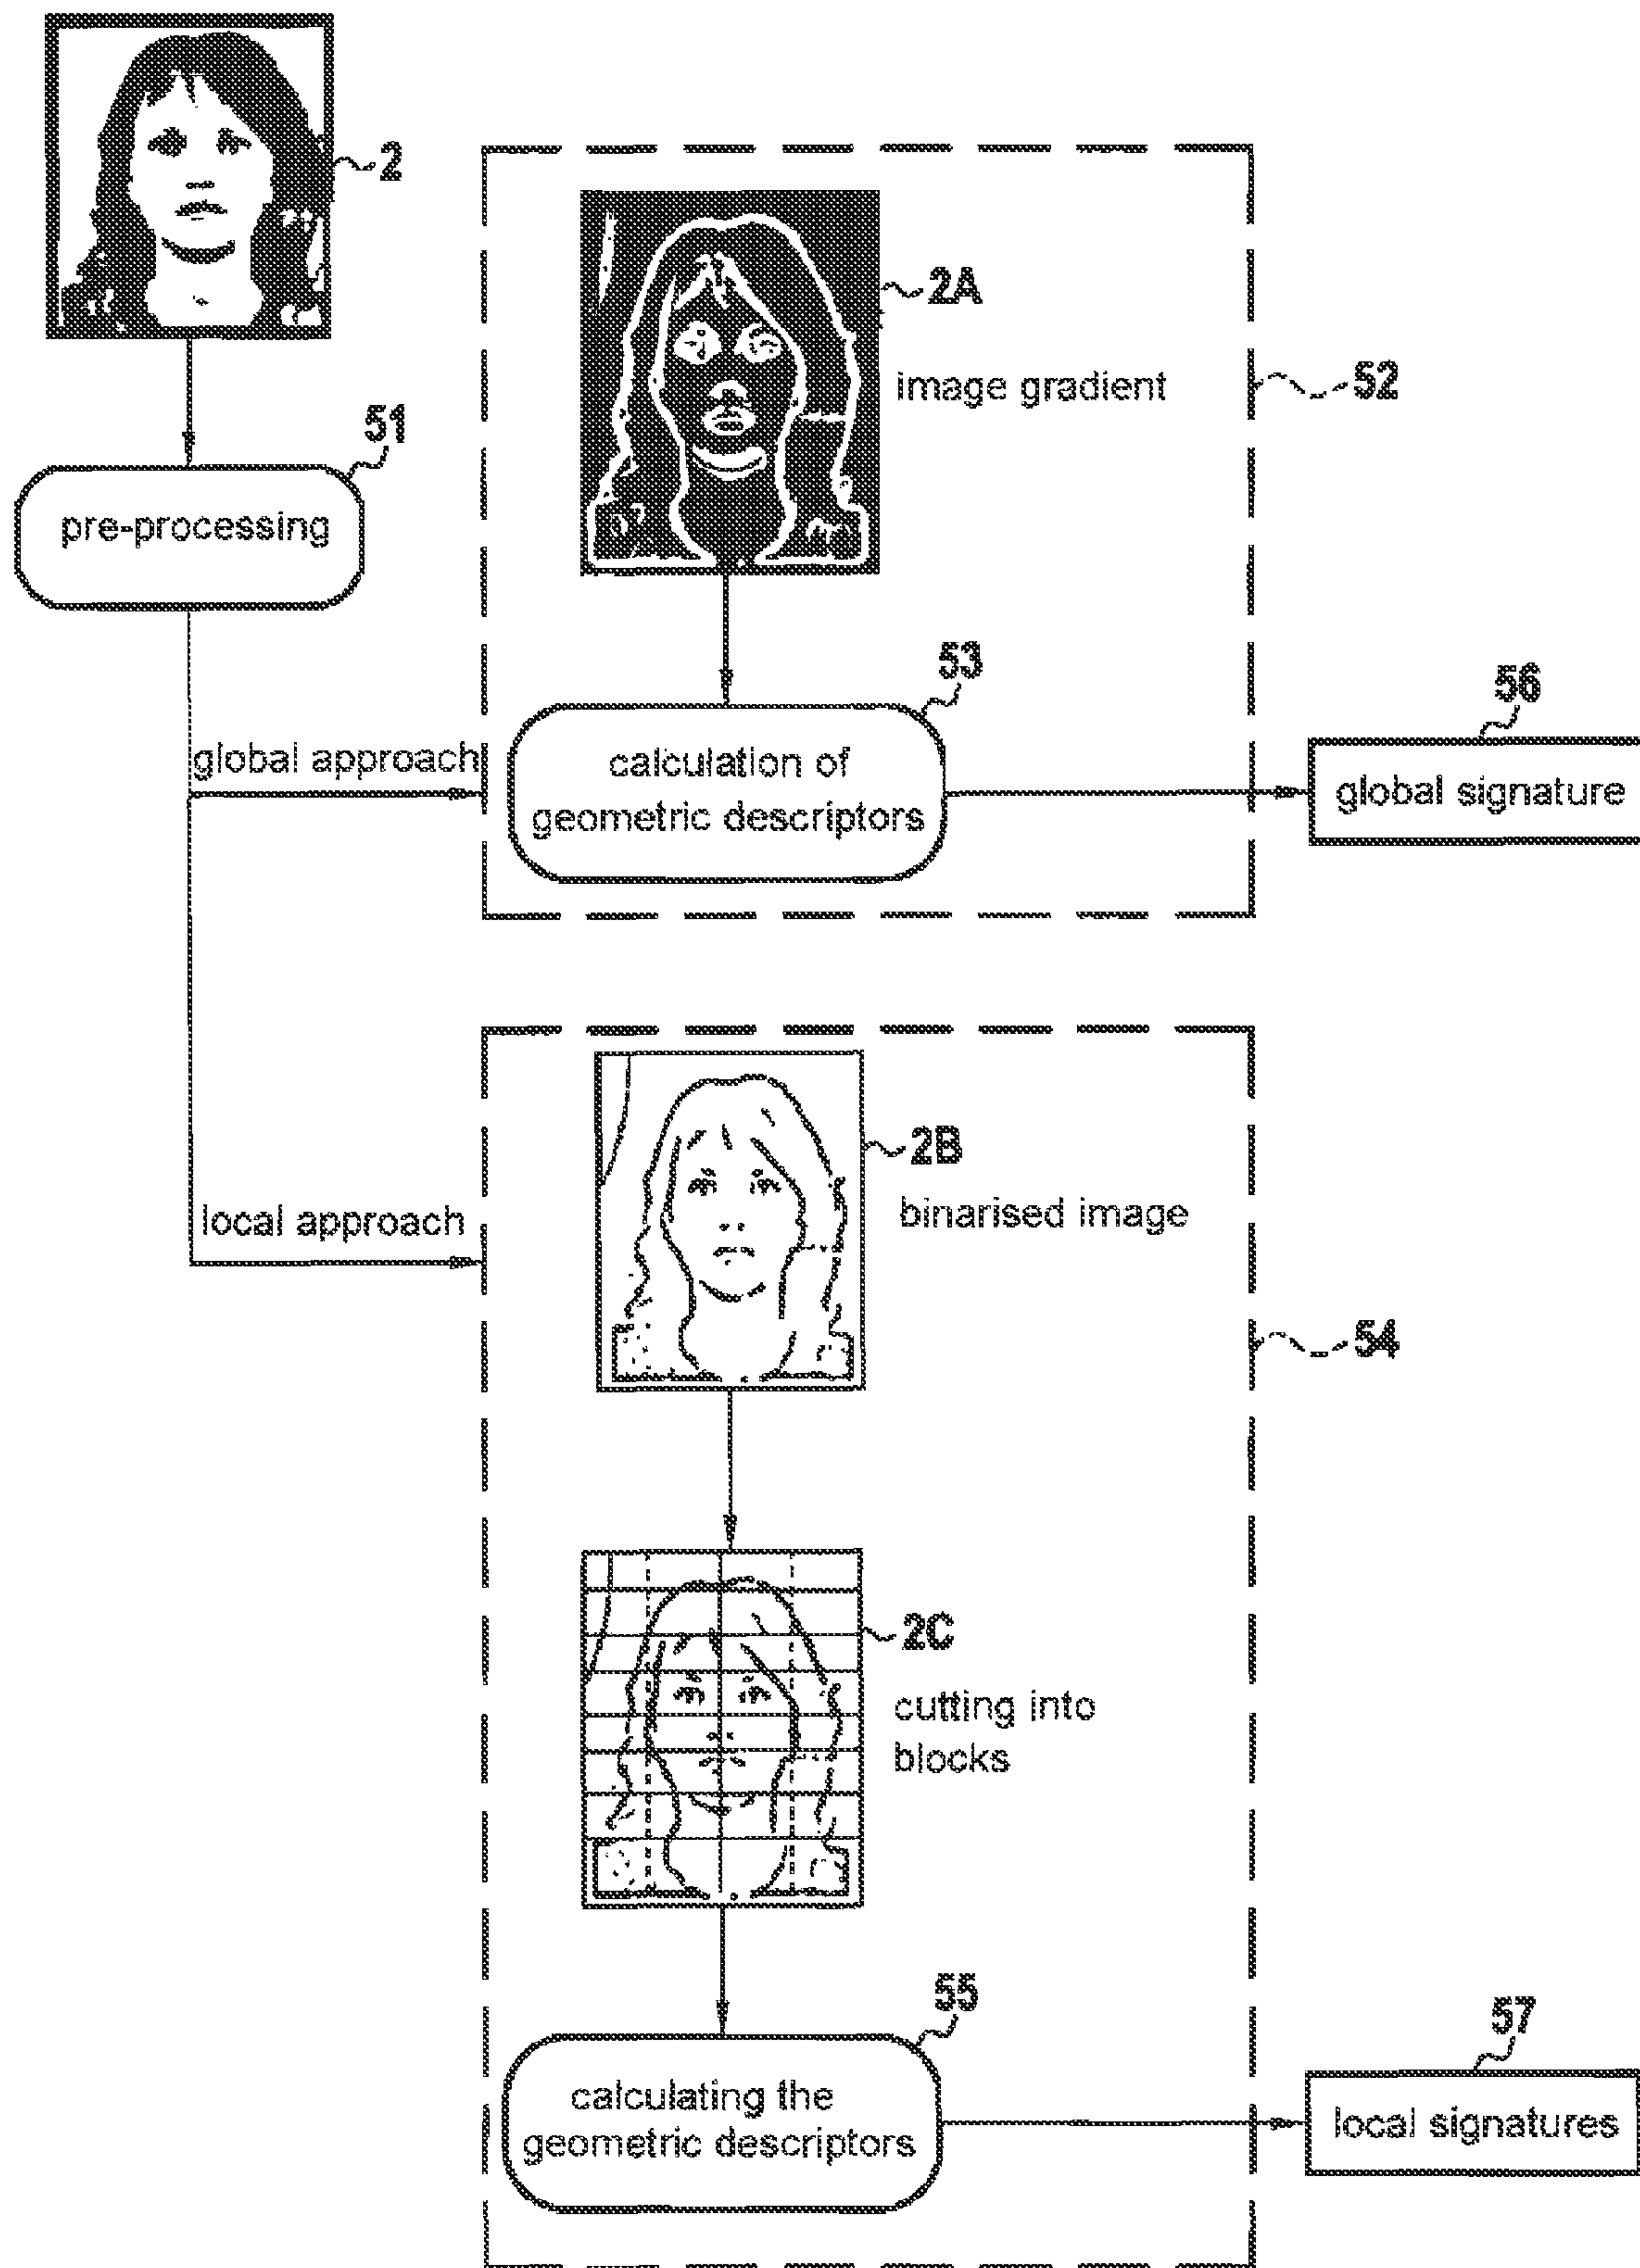 2
51
pre-processing
2A
image gradient
52
53
global approach
calculation of
geometric descriptors
56
global signature
2B
binarised image
local approach
54
2C
cutting into
blocks
55
calculating the
geometric descriptors
57
local signatures